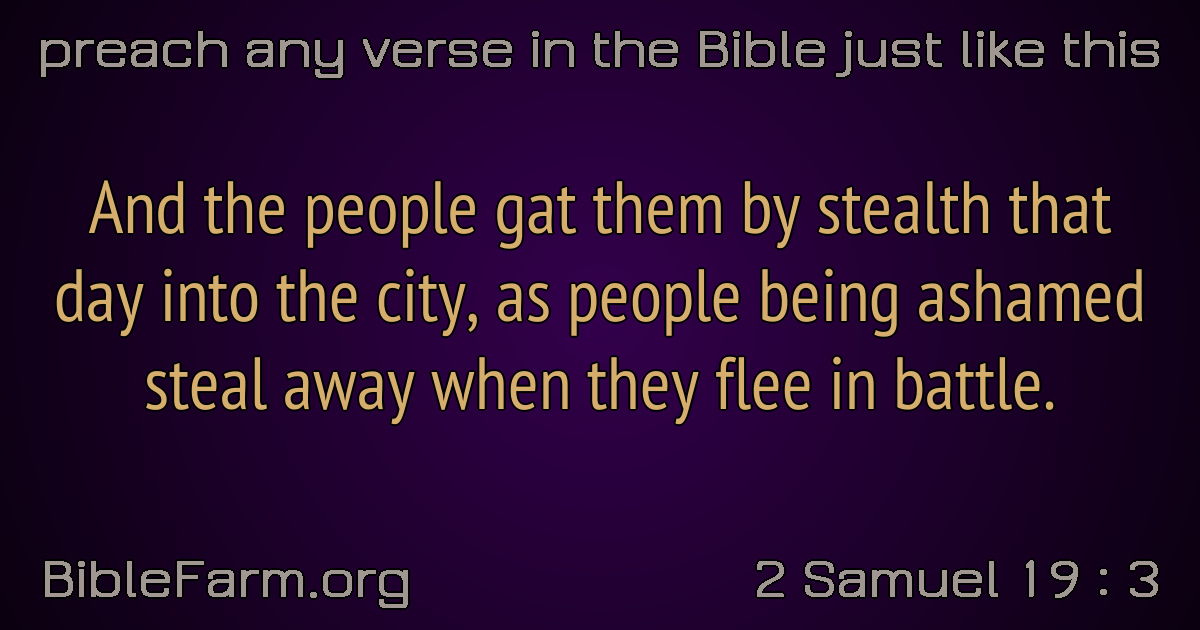 preach any verse in the Bible just like this
And the people gat them by stealth that
day into the city, as people being ashamed
steal away when they flee in battle.
BibleFarm.org
2 Samuel 19 : 3